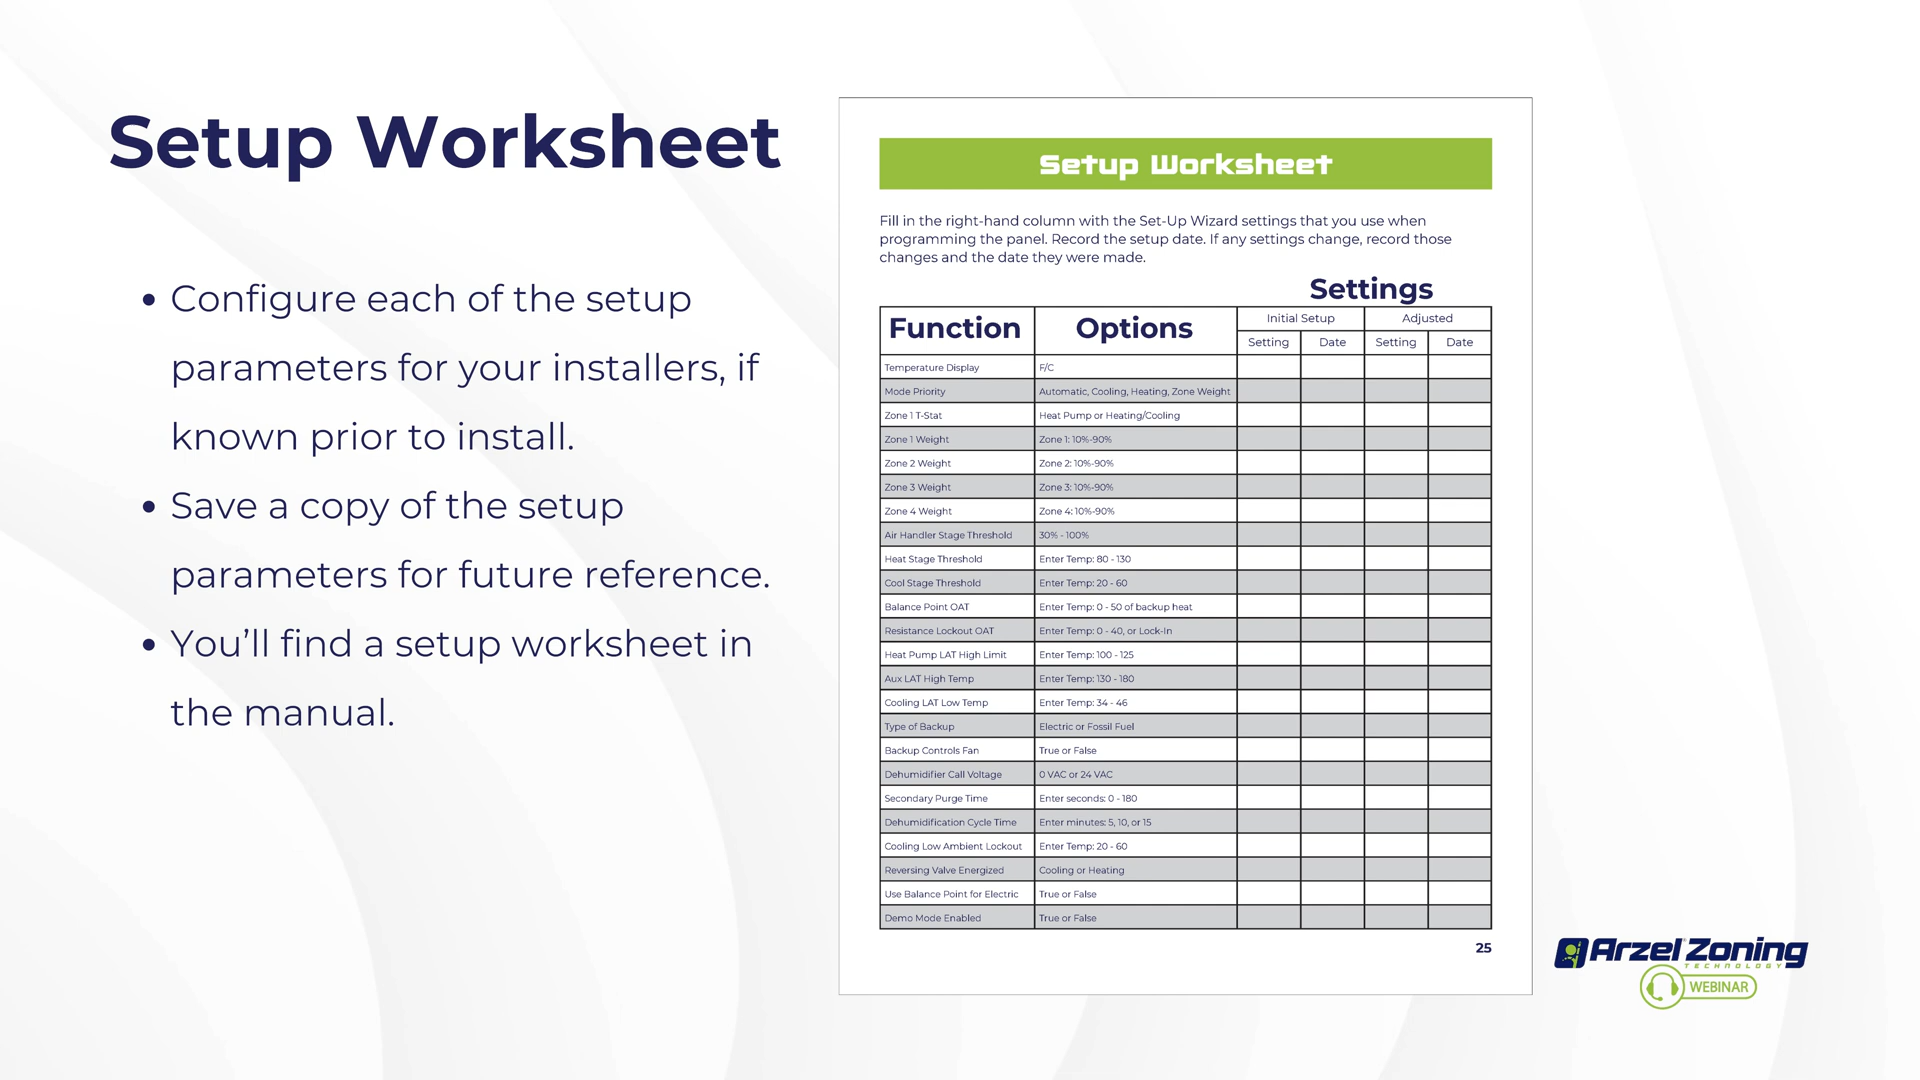 Setup Worksheet
• Configure each of the setup
parameters for your installers, if
known prior to install.
• Save a copy of the setup
parameters for future reference.
• You’ll find a setup worksheet in
the manual.
Setup Worksheet
Fill in the right-hand column with the Set-Up Wizard settings that you use when
programming the panel. Record the setup date. If any settings change, record those
changes and the date they were made.
Settings
Function Options Initial Setup Adjusted
Setting Date Setting Date
Temperature Display F/C
Mode Priority Automatic, Cooling, Heating, Zone Weight
Zone 1 T-Stat Heat Pump or Heating/Cooling
Zone 1 Weight Zone 1: 10%-90%
Zone 2 Weight Zone 2: 10%-90%
Zone 3 Weight Zone 3: 10%-90%
Zone 4 Weight Zone 4: 10%-90%
Air Handler Stage Threshold 30% - 100%
Heat Stage Threshold Enter Temp: 80 - 130
Cool Stage Threshold Enter Temp: 20 - 60
Balance Point OAT Enter Temp: 0 - 50 of backup heat
Resistance Lockout OAT Enter Temp: 0 - 40, or Lock-In
Heat Pump LAT High Limit Enter Temp: 100 - 125
Aux LAT High Temp Enter Temp: 130 - 180
Cooling LAT Low Temp Enter Temp: 34 - 46
Type of Backup Electric or Fossil Fuel
Backup Controls Fan True or False
Dehumidifier Call Voltage 0 VAC or 24 VAC
Secondary Purge Time Enter seconds: 0 - 180
Dehumidification Cycle Time Enter minutes: 5, 10, or 15
Cooling Low Ambient Lockout Enter Temp: 20 - 60
Reversing Valve Energized Cooling or Heating
Use Balance Point for Electric True or False
Demo Mode Enabled True or False
25
Arzel Zoning
TECHNOLOGY
WEBINAR